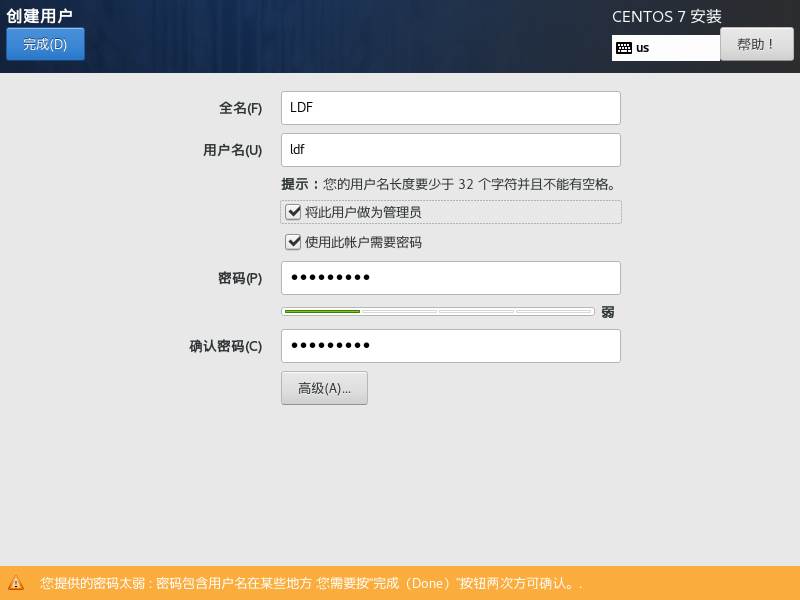 创建用户
CENTOS 7 安装
完成(D)
us
帮助！
全名(F)
LDF
用户名(U)
ldf
提示：您的用户名长度要少于 32 个字符并且不能有空格。
将此用户做为管理员
使用此帐户需要密码
密码(P)
●●●●●●●●●
弱
确认密码(C)
●●●●●●●●●
高级(A)...
您提供的密码太弱 : 密码包含用户名在某些地方 您需要按“完成（Done）”按钮两次方可确认。.